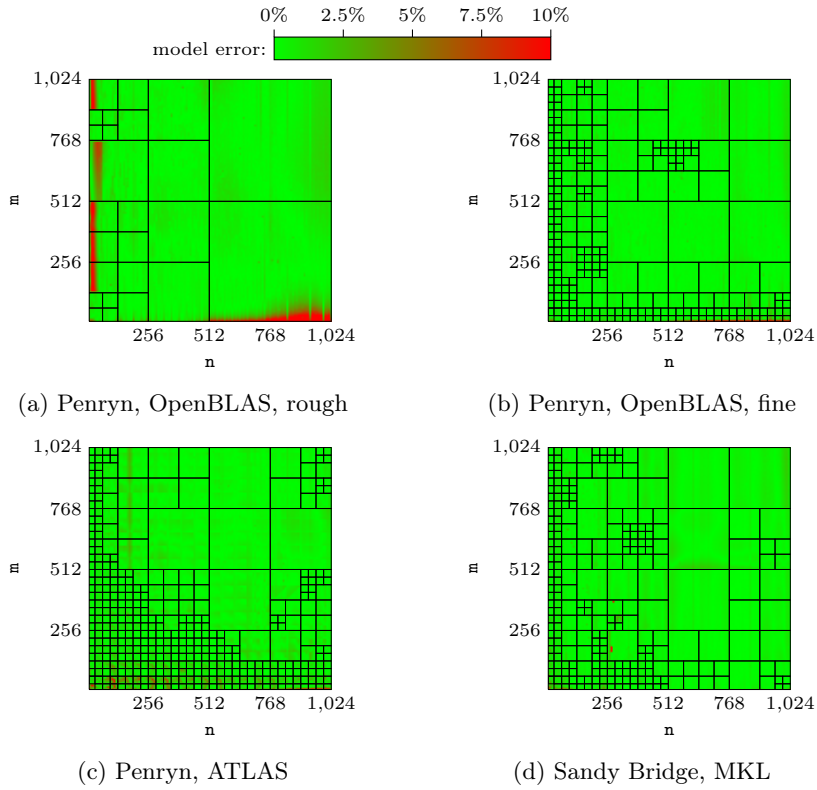 0% 2.5% 5% 7.5% 10%
model error:
1,024 768 512 256
m
256 512 768 1,024
n
(a) Penryn, OpenBLAS, rough
1,024 768 512 256
m
256 512 768 1,024
n
(b) Penryn, OpenBLAS, fine
1,024 768 512 256
m
256 512 768 1,024
n
(c) Penryn, ATLAS
1,024 768 512 256
m
256 512 768 1,024
n
(d) Sandy Bridge, MKL